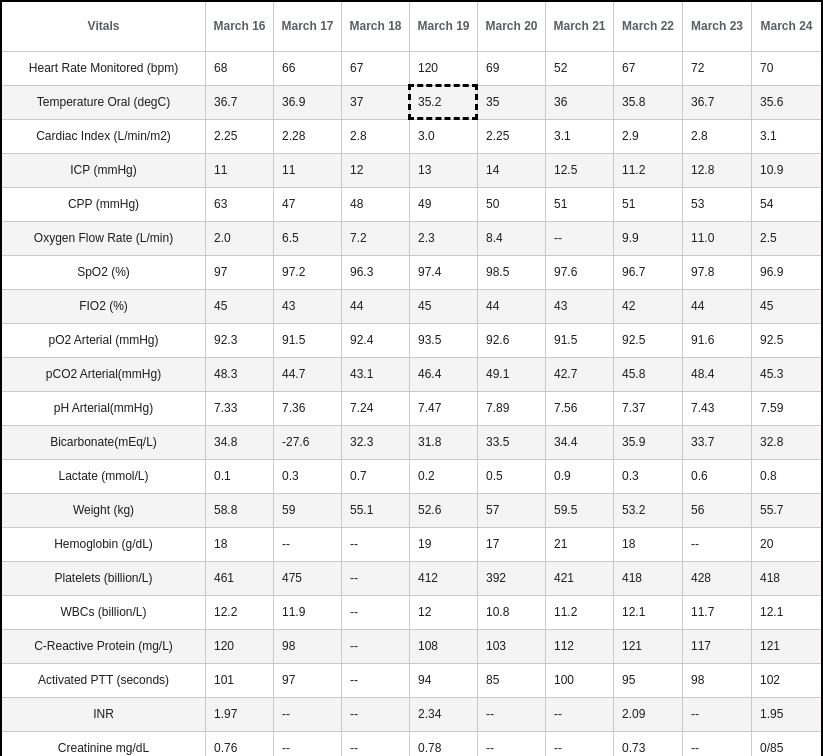 Vitals March 16 March 17 March 18 March 19 March 20 March 21 March 22 March 23 March 24
Heart Rate Monitored (bpm) 68 66 67 120 69 52 67 72 70
Temperature Oral (degC) 36.7 36.9 37 35.2 35 36 35.8 36.7 35.6
Cardiac Index (L/min/m2) 2.25 2.28 2.8 3.0 2.25 3.1 2.9 2.8 3.1
ICP (mmHg) 11 11 12 13 14 12.5 11.2 12.8 10.9
CPP (mmHg) 63 47 48 49 50 51 51 53 54
Oxygen Flow Rate (L/min) 2.0 6.5 7.2 2.3 8.4 -- 9.9 11.0 2.5
SpO2 (%) 97 97.2 96.3 97.4 98.5 97.6 96.7 97.8 96.9
FIO2 (%) 45 43 44 45 44 43 42 44 45
pO2 Arterial (mmHg) 92.3 91.5 92.4 93.5 92.6 91.5 92.5 91.6 92.5
pCO2 Arterial(mmHg) 48.3 44.7 43.1 46.4 49.1 42.7 45.8 48.4 45.3
pH Arterial(mmHg) 7.33 7.36 7.24 7.47 7.89 7.56 7.37 7.43 7.59
Bicarbonate(mEq/L) 34.8 -27.6 32.3 31.8 33.5 34.4 35.9 33.7 32.8
Lactate (mmol/L) 0.1 0.3 0.7 0.2 0.5 0.9 0.3 0.6 0.8
Weight (kg) 58.8 59 55.1 52.6 57 59.5 53.2 56 55.7
Hemoglobin (g/dL) 18 -- -- 19 17 21 18 -- 20
Platelets (billion/L) 461 475 -- 412 392 421 418 428 418
WBCs (billion/L) 12.2 11.9 -- 12 10.8 11.2 12.1 11.7 12.1
C-Reactive Protein (mg/L) 120 98 -- 108 103 112 121 117 121
Activated PTT (seconds) 101 97 -- 94 85 100 95 98 102
INR 1.97 -- -- 2.34 -- -- 2.09 -- 1.95
Creatinine mg/dL 0.76 -- -- 0.78 -- -- 0.73 -- 0/85